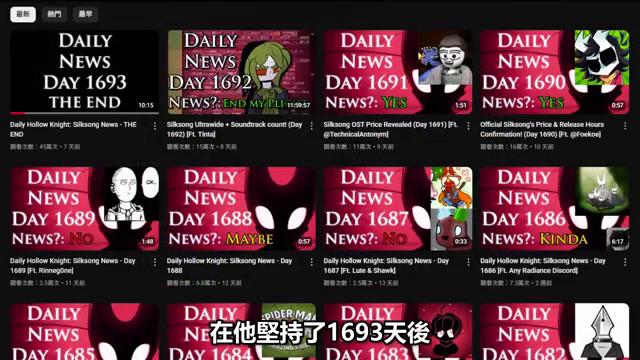 最新 熱門 最早
DAILY
NEWS
DAY 1693
THE END
10:15
DAILY
NEWS
DAY 1692
NEWS?: END MY PLI
11:59:57
DAILY
NEWS
DAY 1691
NEWS?: YES
1:51
DAILY
NEWS
DAY 1690
NEWS?: YES
0:57
Daily Hollow Knight: Silksong News - THE
END
觀看次數：45萬次 · 7 天前
Silksong Ultrawide + Soundtrack count! (Day
1692) [Ft. Tinta]
觀看次數：15萬次 · 8 天前
Silksong OST Price Revealed (Day 1691) [Ft.
@TechnicalAntonym]
觀看次數：11萬次 · 9 天前
Official Silksong's Price & Release Hours
Confirmation! (Day 1690) [Ft. @Foekoe]
觀看次數：16萬次 · 10 天前
DAILY
NEWS
DAY 1689
NEWS?: NO
OK.
1:48
DAILY
NEWS
DAY 1688
NEWS?: MAYBE
0:57
DAILY
NEWS
DAY 1687
NEWS?: NO
0:33
DAILY
NEWS
DAY 1686
NEWS?: KINDA
6:17
Daily Hollow Knight: Silksong News - Day
1689 [Ft. Rinneg0ne]
觀看次數：3.5萬次 · 11 天前
Daily Hollow Knight: Silksong News - Day
1688
觀看次數：6.8萬次 · 12 天前
Daily Hollow Knight: Silksong News - Day
1687 [Ft. Lute & Shawk]
觀看次數：2.5萬次 · 13 天前
Daily Hollow Knight: Silksong News - Day
1686 [Ft. Any Radiance Discord]
觀看次數：7.3萬次 · 2 週前
DAILY
NEWS
DAY 1685
DAILY
NEWS
DAY 1684
SPIDER-MAN
DAILY
NEWS
DAY 1683
DAILY
NEWS
DAY 1682
在他堅持了1693天後